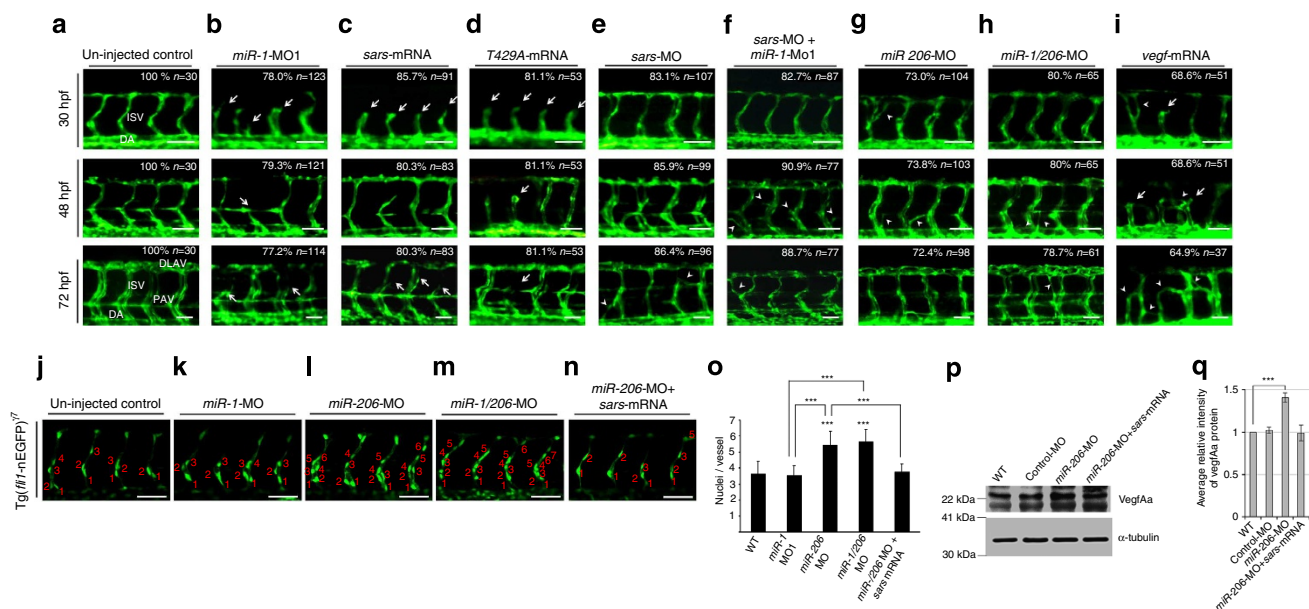 a b c d e f g h i
Un-injected control
miR-1-MO1
sars-mRNA
T429A-mRNA
sars-MO
sars-MO +
miR-1-Mo1
miR 206-MO
miR-1/206-MO
vegf-mRNA
30 hpf
100 % n=30
ISV
DA
78.0% n=123
85.7% n=91
81.1% n=53
83.1% n=107
82.7% n=87
73.0% n=104
80.% n=65
68.6% n=51
48 hpf
100 % n=30
79.3% n=121
80.3% n=83
81.1% n=53
85.9% n=99
90.9% n=77
73.8% n=103
80% n=65
68.6% n=51
72 hpf
100% n=30
DLAV
ISV
PAV
DA
77.2% n=114
80.3% n=83
81.1% n=53
86.4% n=96
88.7% n=77
72.4% n=98
78.7% n=61
64.9% n=37
j k l m n o p q
Un-injected control
miR-1-MO
miR-206-MO
miR-1/206-MO
miR-206-MO+
sars-mRNA
Tg(fli1-nEGFP)y7
Nuclei / vessel
7
6
5
4
3
2
1
0
***
*** ***
*** ***
WT
miR-1
MO1
miR-206
MO
miR-1/206
MO
miR-/206 MO +
sars mRNA
WT
Control-MO
miR-206-MO
miR-206-MO+sars-mRNA
22 kDa
VegfAa
41 kDa
α-tubulin
30 kDa
Average relative intensity
of vegfAa protein
1.5
1
0.5
0
***
WT
Control-MO
miR-206-MO
miR-206-MO+sars-mRNA